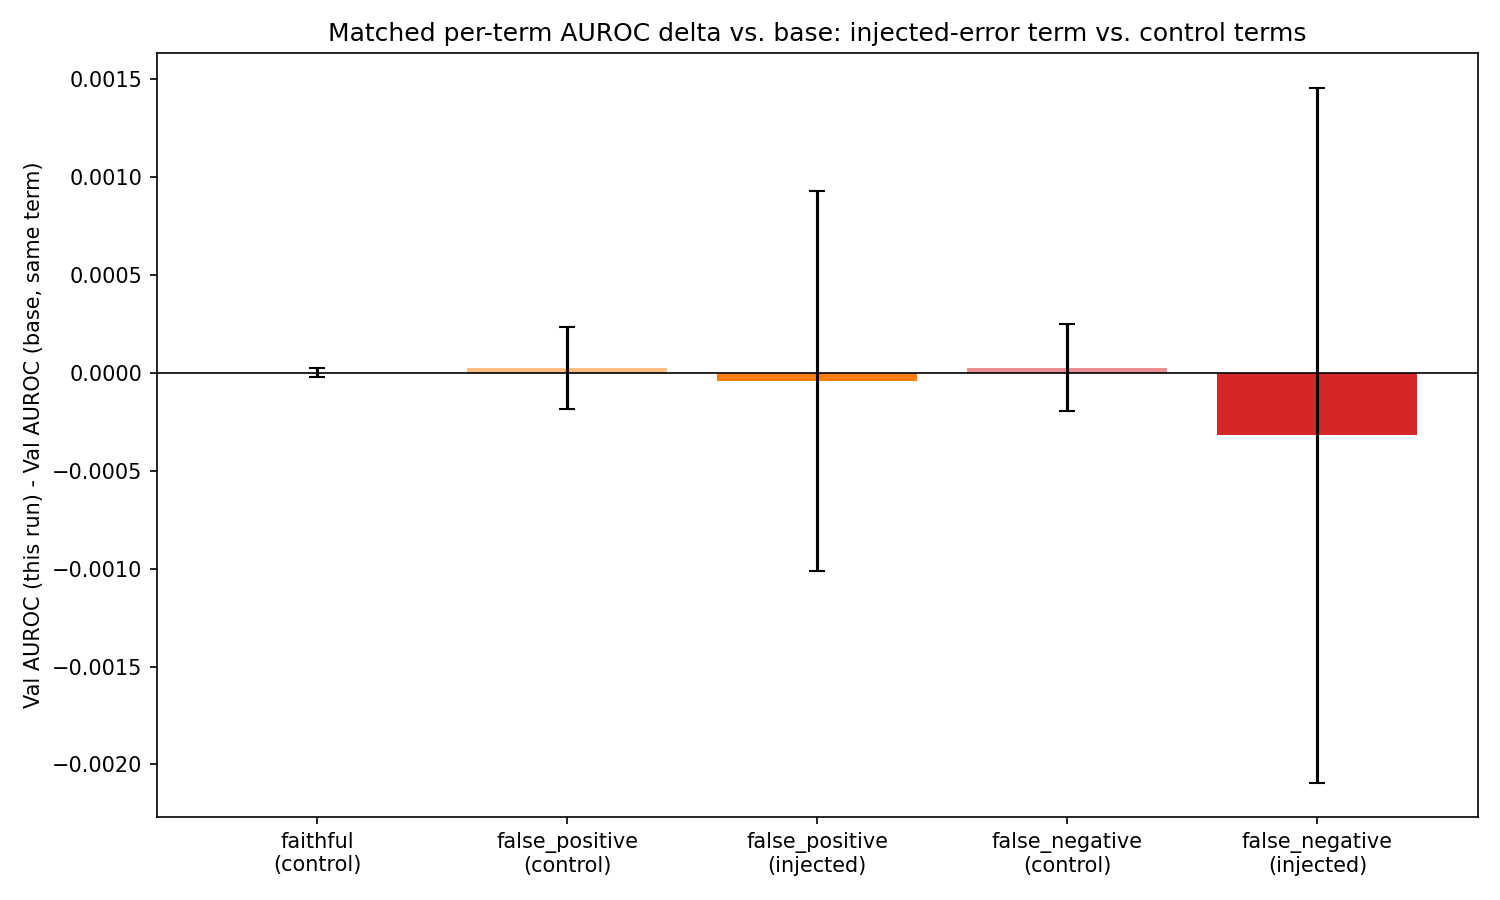 Matched per-term AUROC delta vs. base: injected-error term vs. control terms
Val AUROC (this run) - Val AUROC (base, same term)
0.0015
0.0010
0.0005
0.0000
−0.0005
−0.0010
−0.0015
−0.0020
faithful
(control)
false_positive
(control)
false_positive
(injected)
false_negative
(control)
false_negative
(injected)